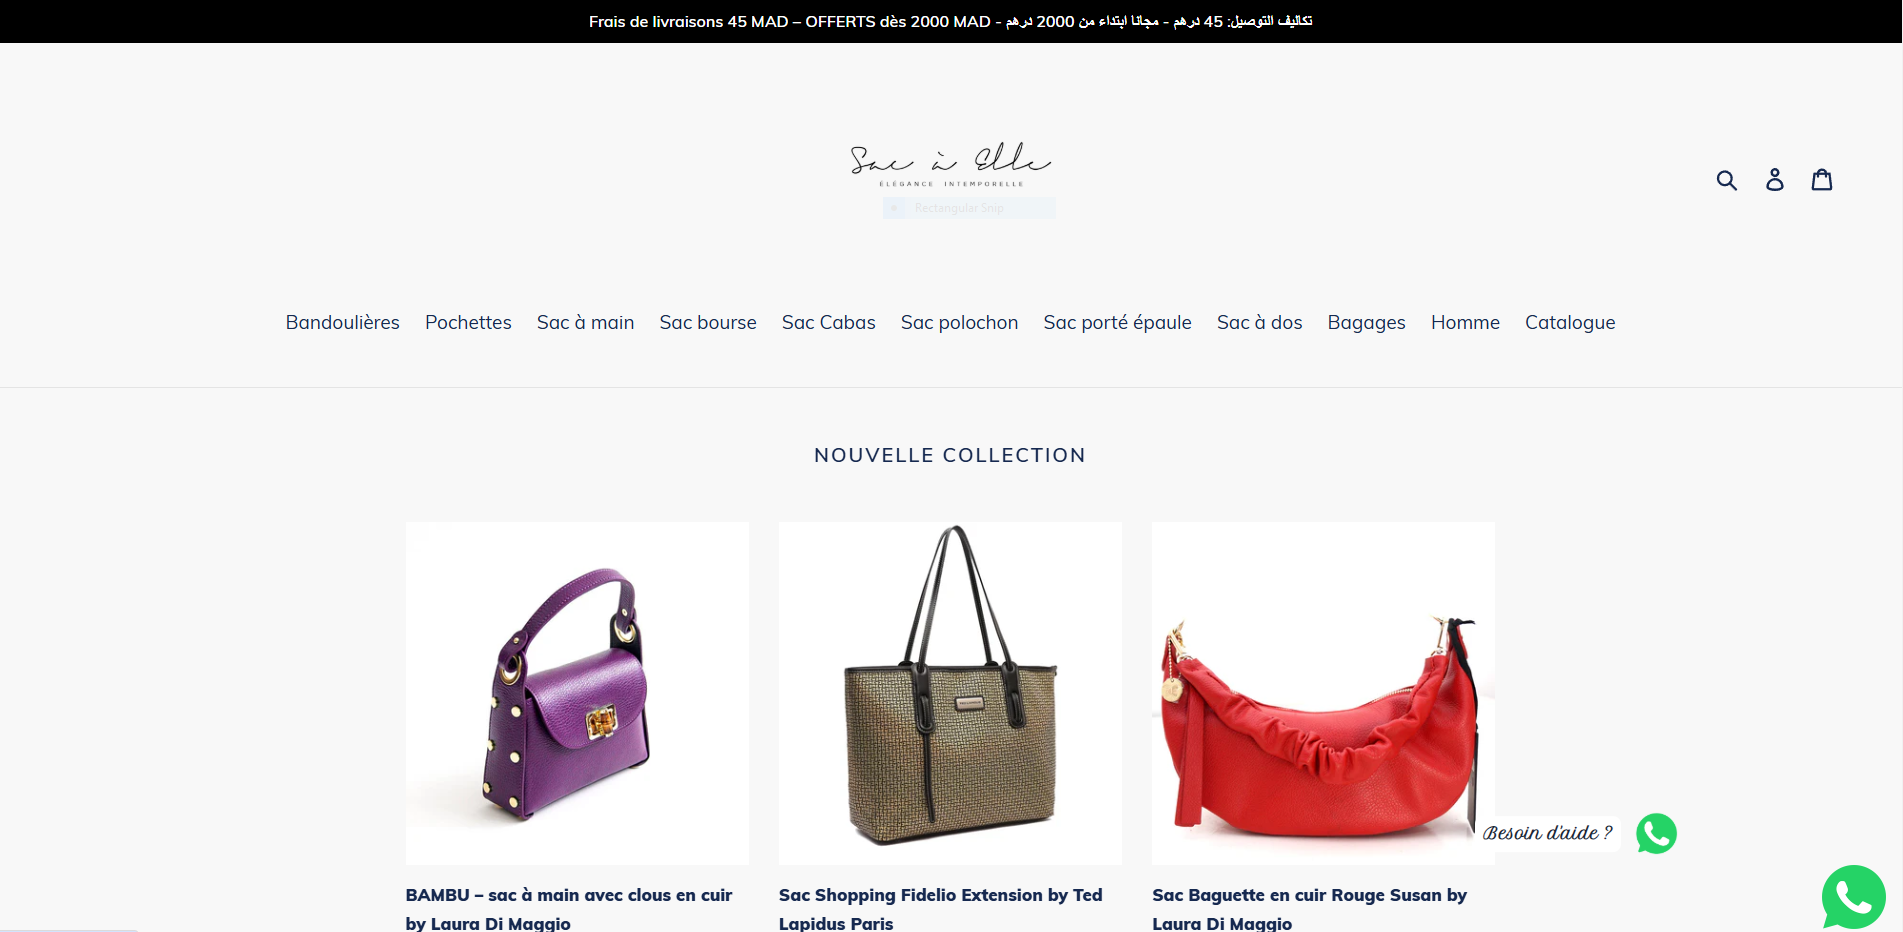 Frais de livraisons 45 MAD – OFFERTS dès 2000 MAD - تكاليف التوصيل: 45 درهم - مجانا ابتداء من 2000 درهم
Sac à Elle
ÉLÉGANCE INTEMPORELLE
Rectangular Snip
Bandoulières Pochettes Sac à main Sac bourse Sac Cabas Sac polochon Sac porté épaule Sac à dos Bagages Homme Catalogue
NOUVELLE COLLECTION
Besoin d'aide ?
BAMBU – sac à main avec clous en cuir
by Laura Di Maggio
Sac Shopping Fidelio Extension by Ted
Lapidus Paris
Sac Baguette en cuir Rouge Susan by
Laura Di Maggio